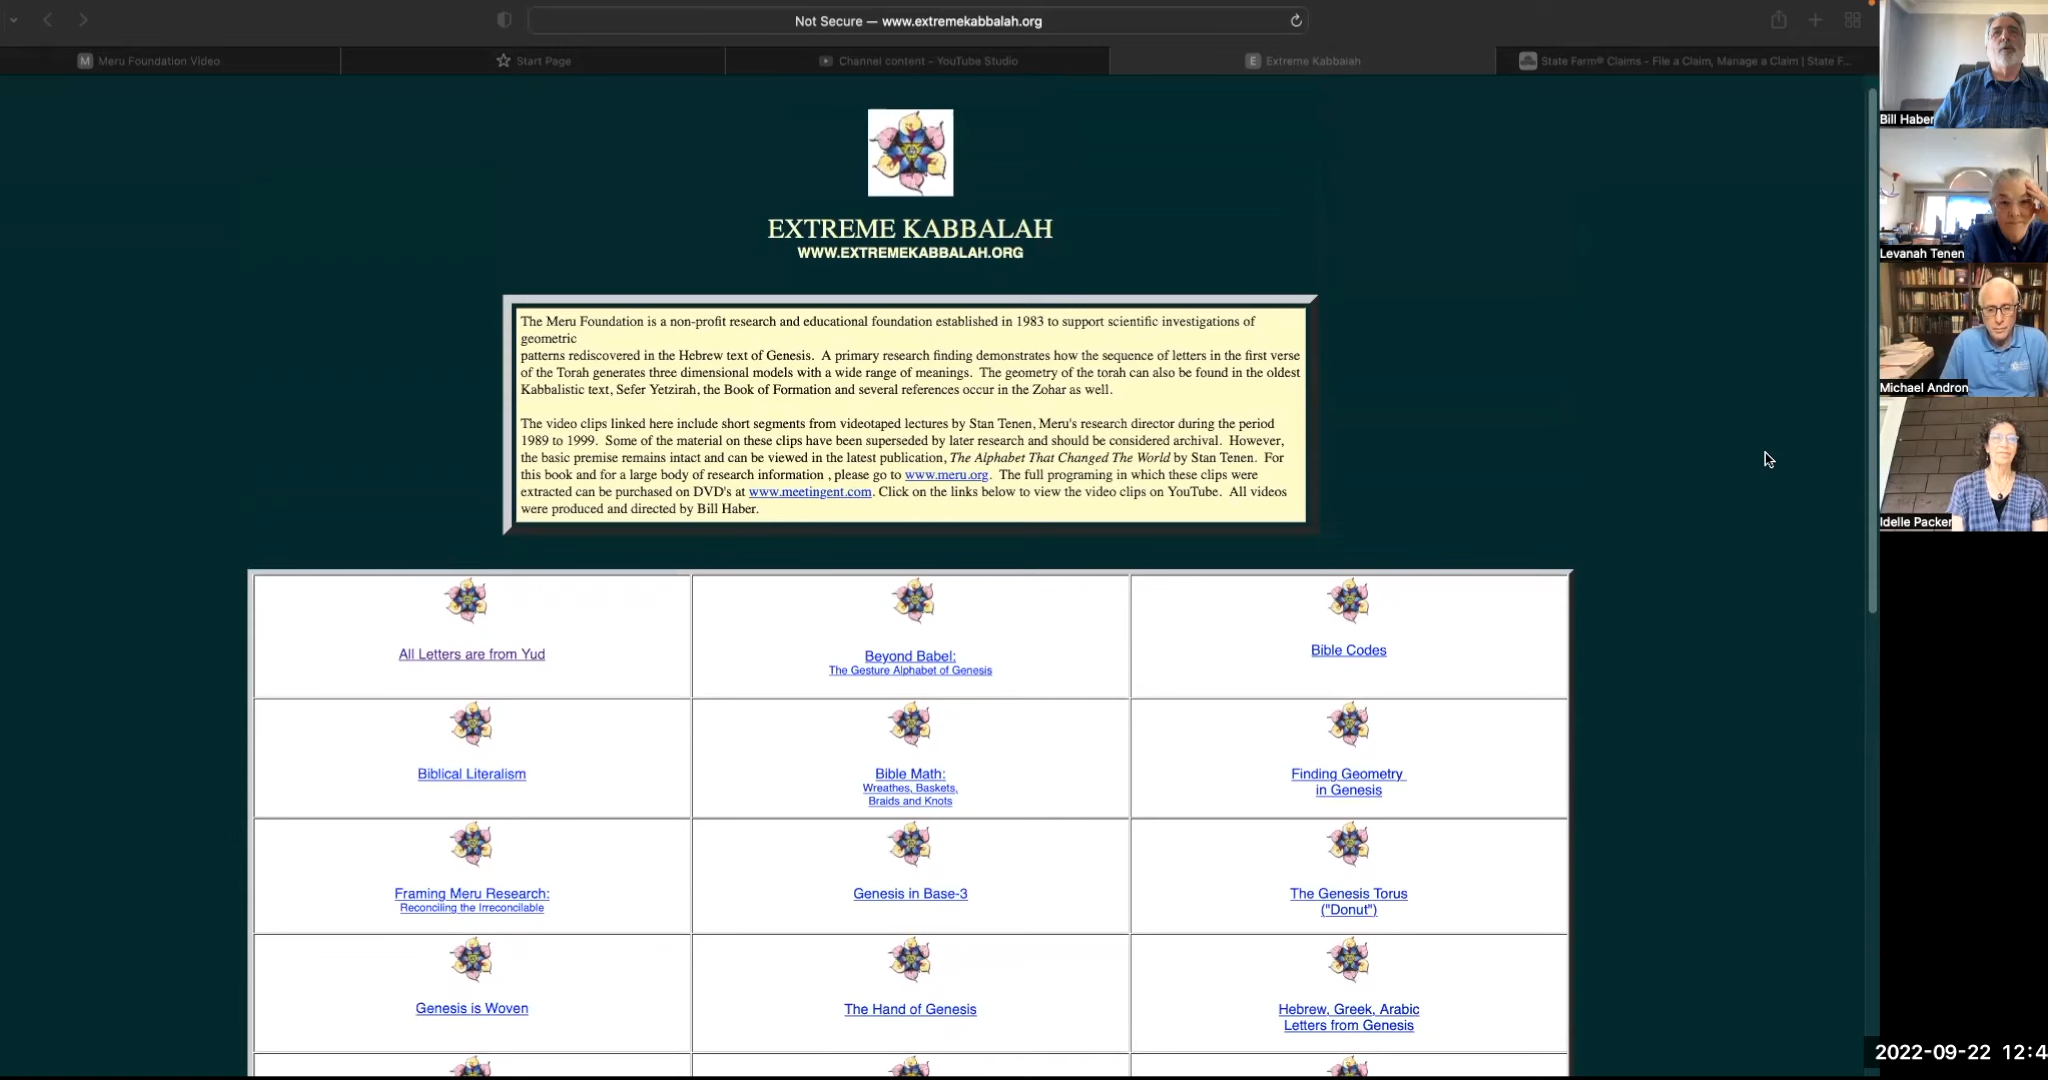 Not Secure — www.extremekabbalah.org
Meru Foundation Video
Start Page
Channel content - YouTube Studio
E Extreme Kabbalah
State Farm® Claims - File a Claim, Manage a Claim | State F...
EXTREME KABBALAH
WWW.EXTREMEKABBALAH.ORG
The Meru Foundation is a non-profit research and educational foundation established in 1983 to support scientific investigations of
geometric
patterns rediscovered in the Hebrew text of Genesis. A primary research finding demonstrates how the sequence of letters in the first verse
of the Torah generates three dimensional models with a wide range of meanings. The geometry of the torah can also be found in the oldest
Kabbalistic text, Sefer Yetzirah, the Book of Formation and several references occur in the Zohar as well.
The video clips linked here include short segments from videotaped lectures by Stan Tenen, Meru's research director during the period
1989 to 1999. Some of the material on these clips have been superseded by later research and should be considered archival. However,
the basic premise remains intact and can be viewed in the latest publication, The Alphabet That Changed The World by Stan Tenen. For
this book and for a large body of research information , please go to www.meru.org. The full programing in which these clips were
extracted can be purchased on DVD's at www.meetingent.com. Click on the links below to view the video clips on YouTube. All videos
were produced and directed by Bill Haber.
All Letters are from Yud
Beyond Babel:
The Gesture Alphabet of Genesis
Bible Codes
Biblical Literalism
Bible Math:
Wreathes, Baskets,
Braids and Knots
Finding Geometry
in Genesis
Framing Meru Research:
Reconciling the Irreconcilable
Genesis in Base-3
The Genesis Torus
("Donut")
Genesis is Woven
The Hand of Genesis
Hebrew, Greek, Arabic
Letters from Genesis
Bill Haber
Levanah Tenen
Michael Andron
Idelle Packer
2022-09-22 12:4